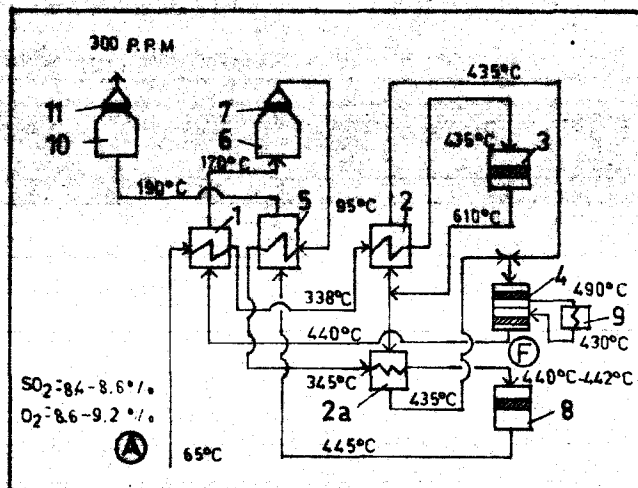 300 P.P.M
435°C
11
7
10
6
435°C
3
170°C
190°C
1
5
95°C
2
610°C
4
490°C
338°C
9
440°C
F
430°C
SO₂=8.4-8.6%
345°C
2a
435°C
440°C-442°C
O₂=8.6-9.2%
8
A
65°C
445°C